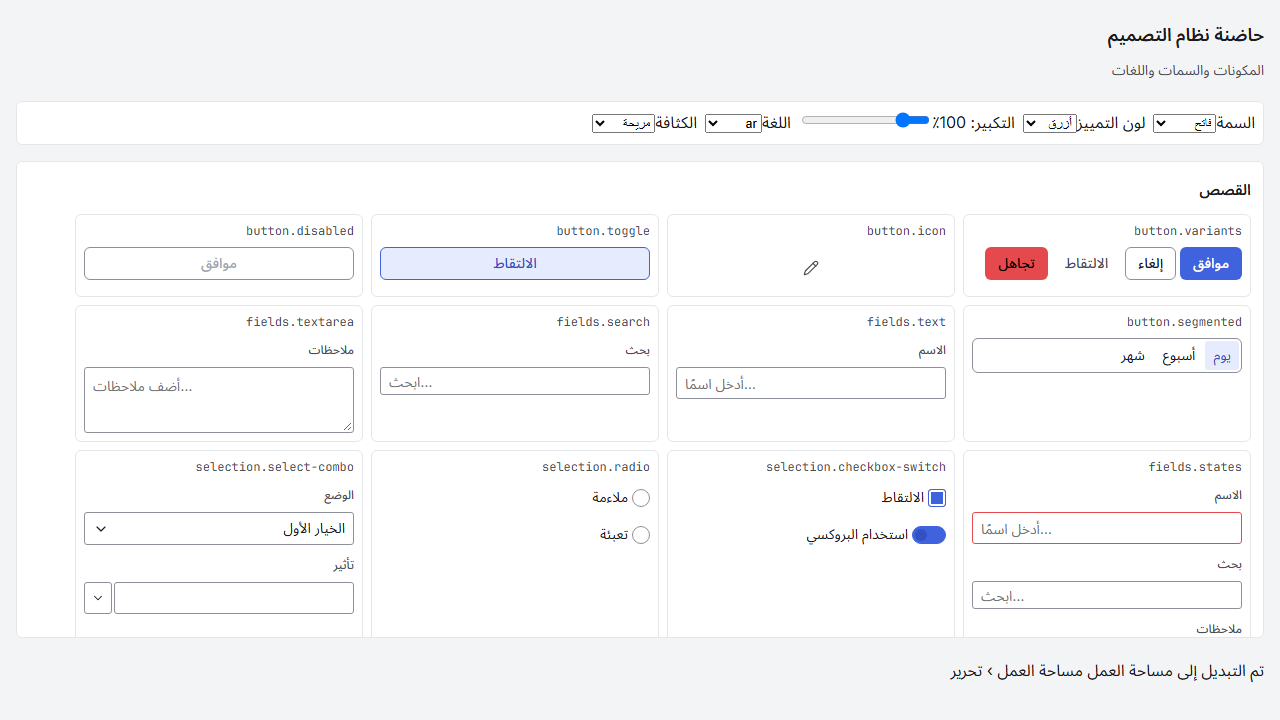 حاضنة نظام التصميم
المكونات والسمات واللغات
السمة فاتح لون التمييز أزرق التكبير: 100٪ اللغة ar الكثافة مريحة
القصص
button.variants
موافق إلغاء الالتقاط تجاهل
button.icon
button.toggle
الالتقاط
button.disabled
موافق
button.segmented
يوم أسبوع شهر
fields.text
الاسم
أدخل اسمًا...
fields.search
بحث
ابحث...
fields.textarea
ملاحظات
أضف ملاحظات...
fields.states
الاسم
أدخل اسمًا...
بحث
ابحث...
ملاحظات
selection.checkbox-switch
الالتقاط
استخدام البروكسي
selection.radio
ملاءمة
تعبئة
selection.select-combo
الوضع
الخيار الأول
تأثير
تم التبديل إلى مساحة العمل مساحة العمل › تحرير